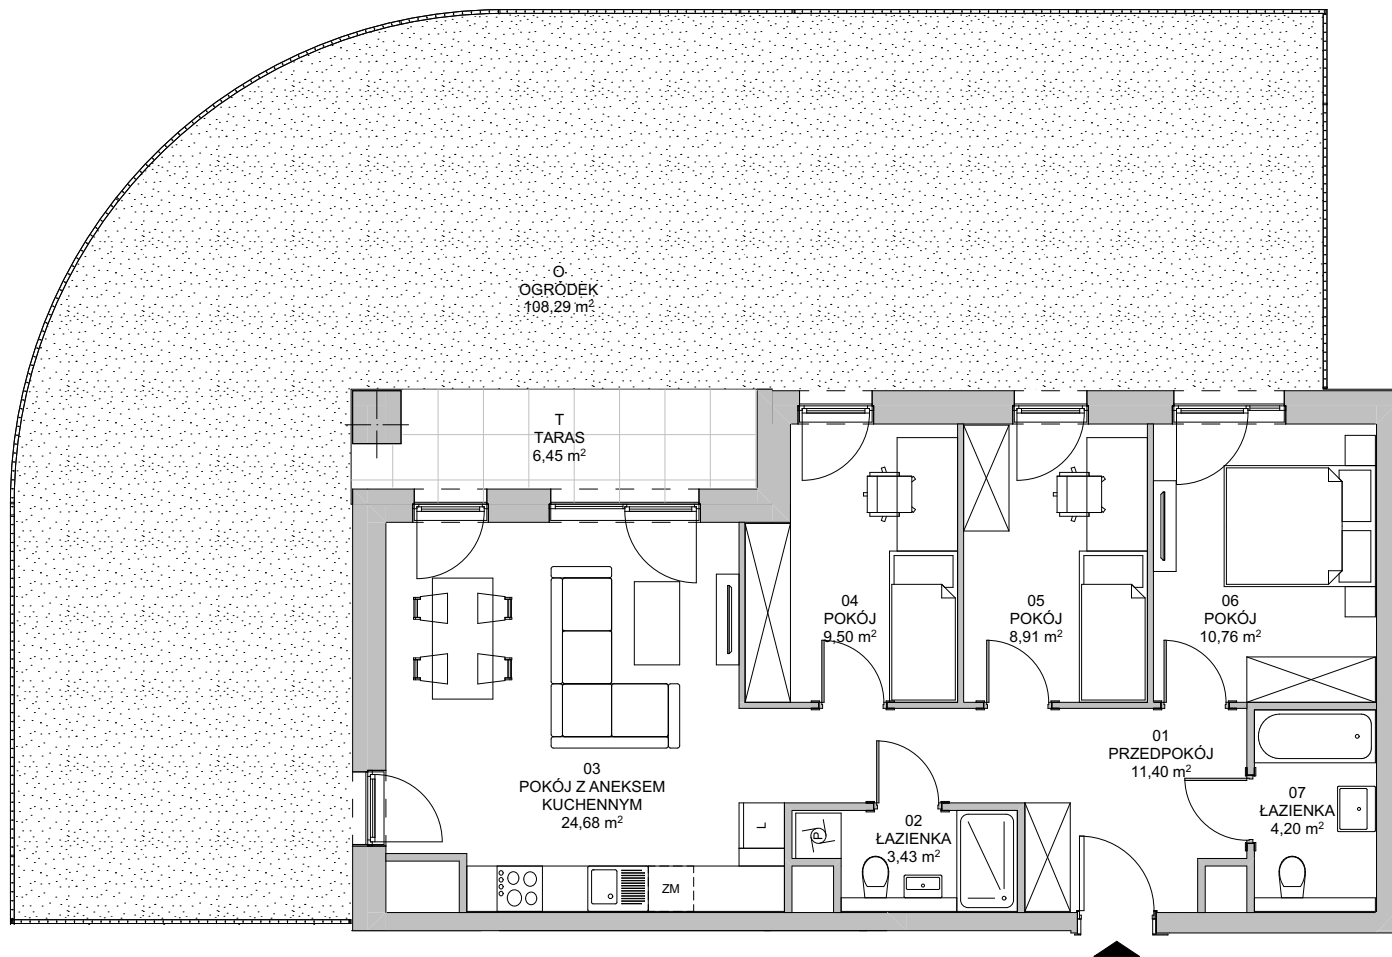 O
OGRÓDEK
108,29 m²
T
TARAS
6,45 m²
04
POKÓJ
9,50 m²
05
POKÓJ
8,91 m²
06
POKÓJ
10,76 m²
01
PRZEDPOKÓJ
11,40 m²
03
POKÓJ Z ANEKSEM
KUCHENNYM
24,68 m²
07
ŁAZIENKA
4,20 m²
02
ŁAZIENKA
3,43 m²
L
P
ZM